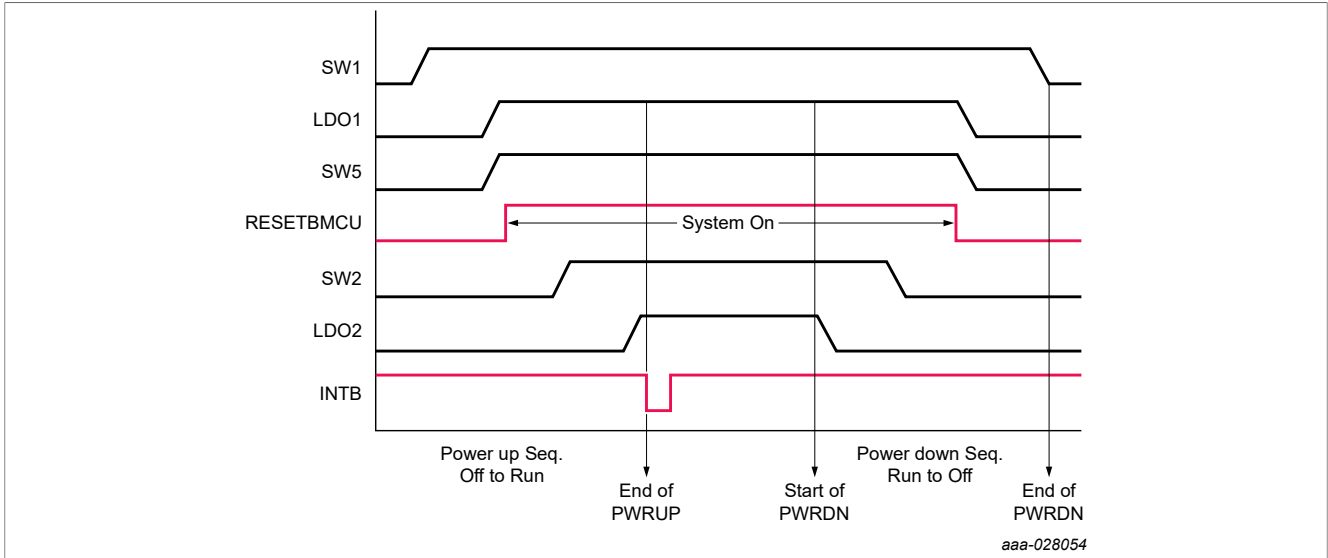 SW1
LDO1
SW5
RESETBMCU
System On
SW2
LDO2
INTB
Power up Seq.
Off to Run
End of
PWRUP
Start of
PWRDN
Power down Seq.
Run to Off
End of
PWRDN
aaa-028054